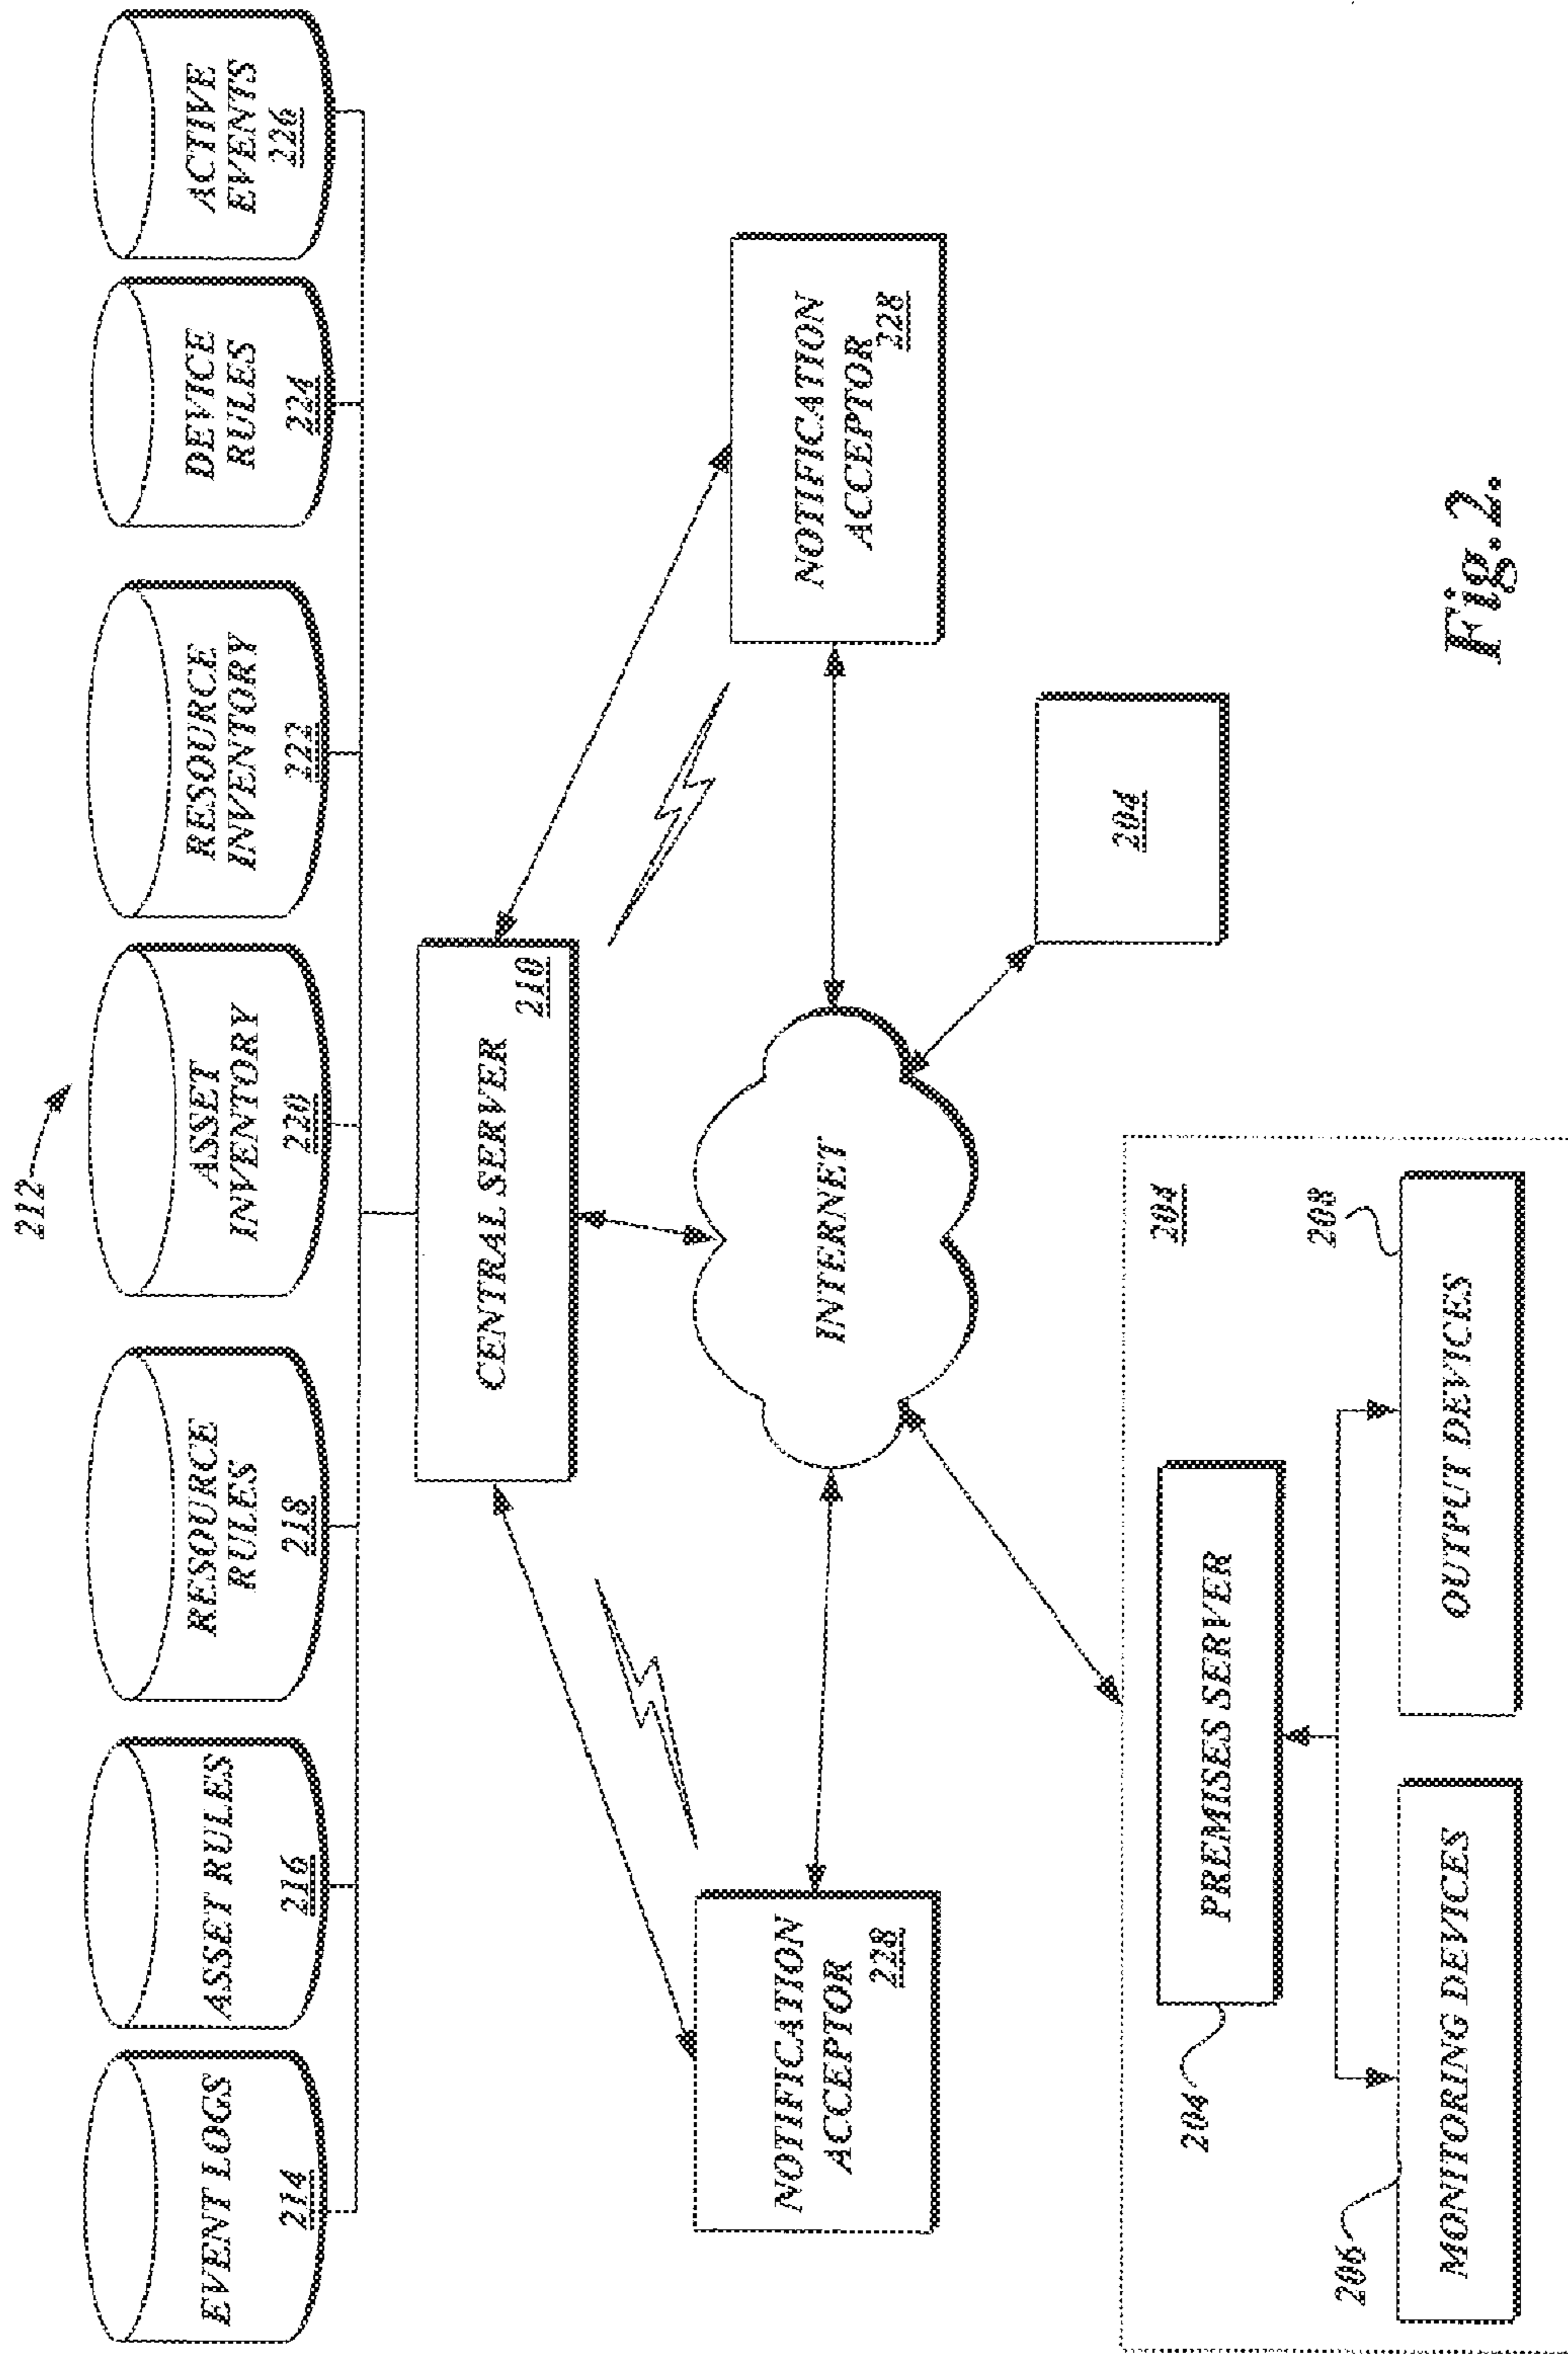 212
EVENT LOGS
214
ASSET RULES
216
RESOURCE
RULES
218
ASSET
INVENTORY
220
RESOURCE
INVENTORY
222
DEVICE
RULES
224
ACTIVE
EVENTS
226
CENTRAL SERVER
210
NOTIFICATION
ACCEPTOR
228
INTERNET
NOTIFICATION
ACCEPTOR
228
204
204
PREMISES SERVER
204
206
MONITORING DEVICES
208
OUTPUT DEVICES
Fig.2.